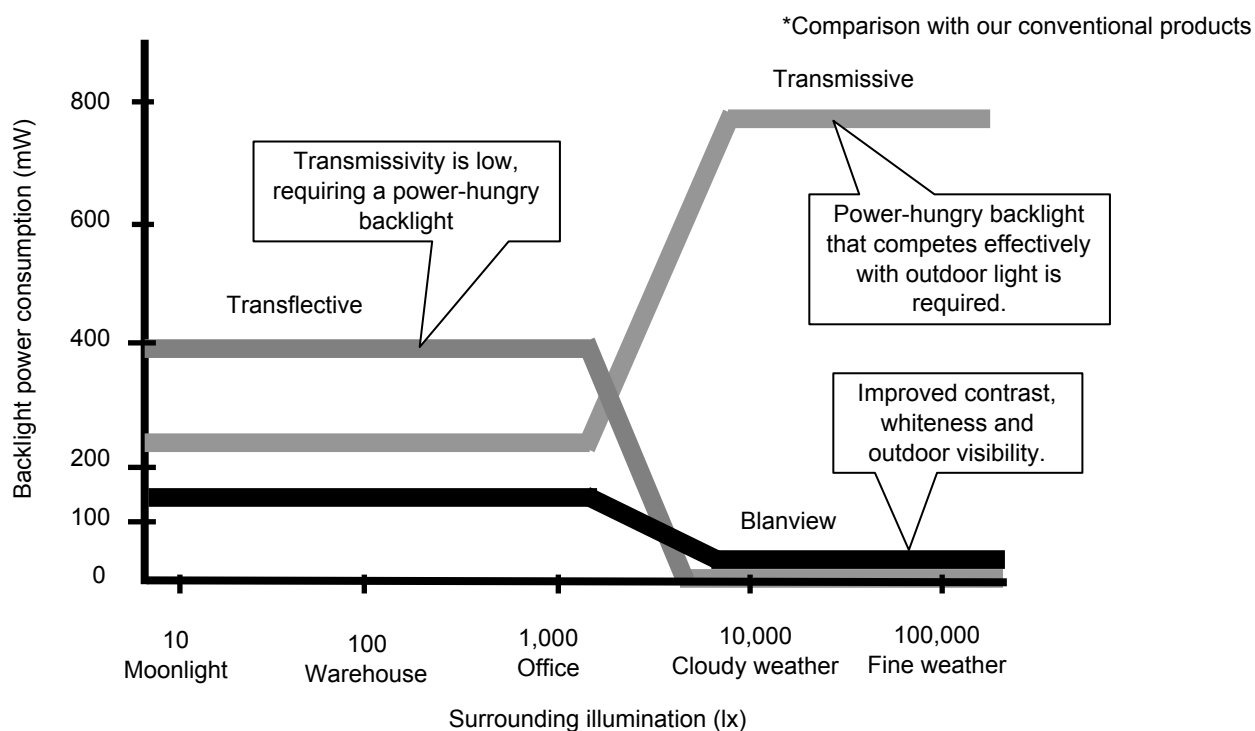 *Comparison with our conventional products
Transmissive
Backlight power consumption (mW)
800
600
400
200
100
0
Transmissivity is low,
requiring a power-hungry
backlight
Power-hungry backlight
that competes effectively
with outdoor light is
required.
Transflective
Improved contrast,
whiteness and
outdoor visibility.
Blanview
10
Moonlight
100
Warehouse
1,000
Office
10,000
Cloudy weather
100,000
Fine weather
Surrounding illumination (lx)